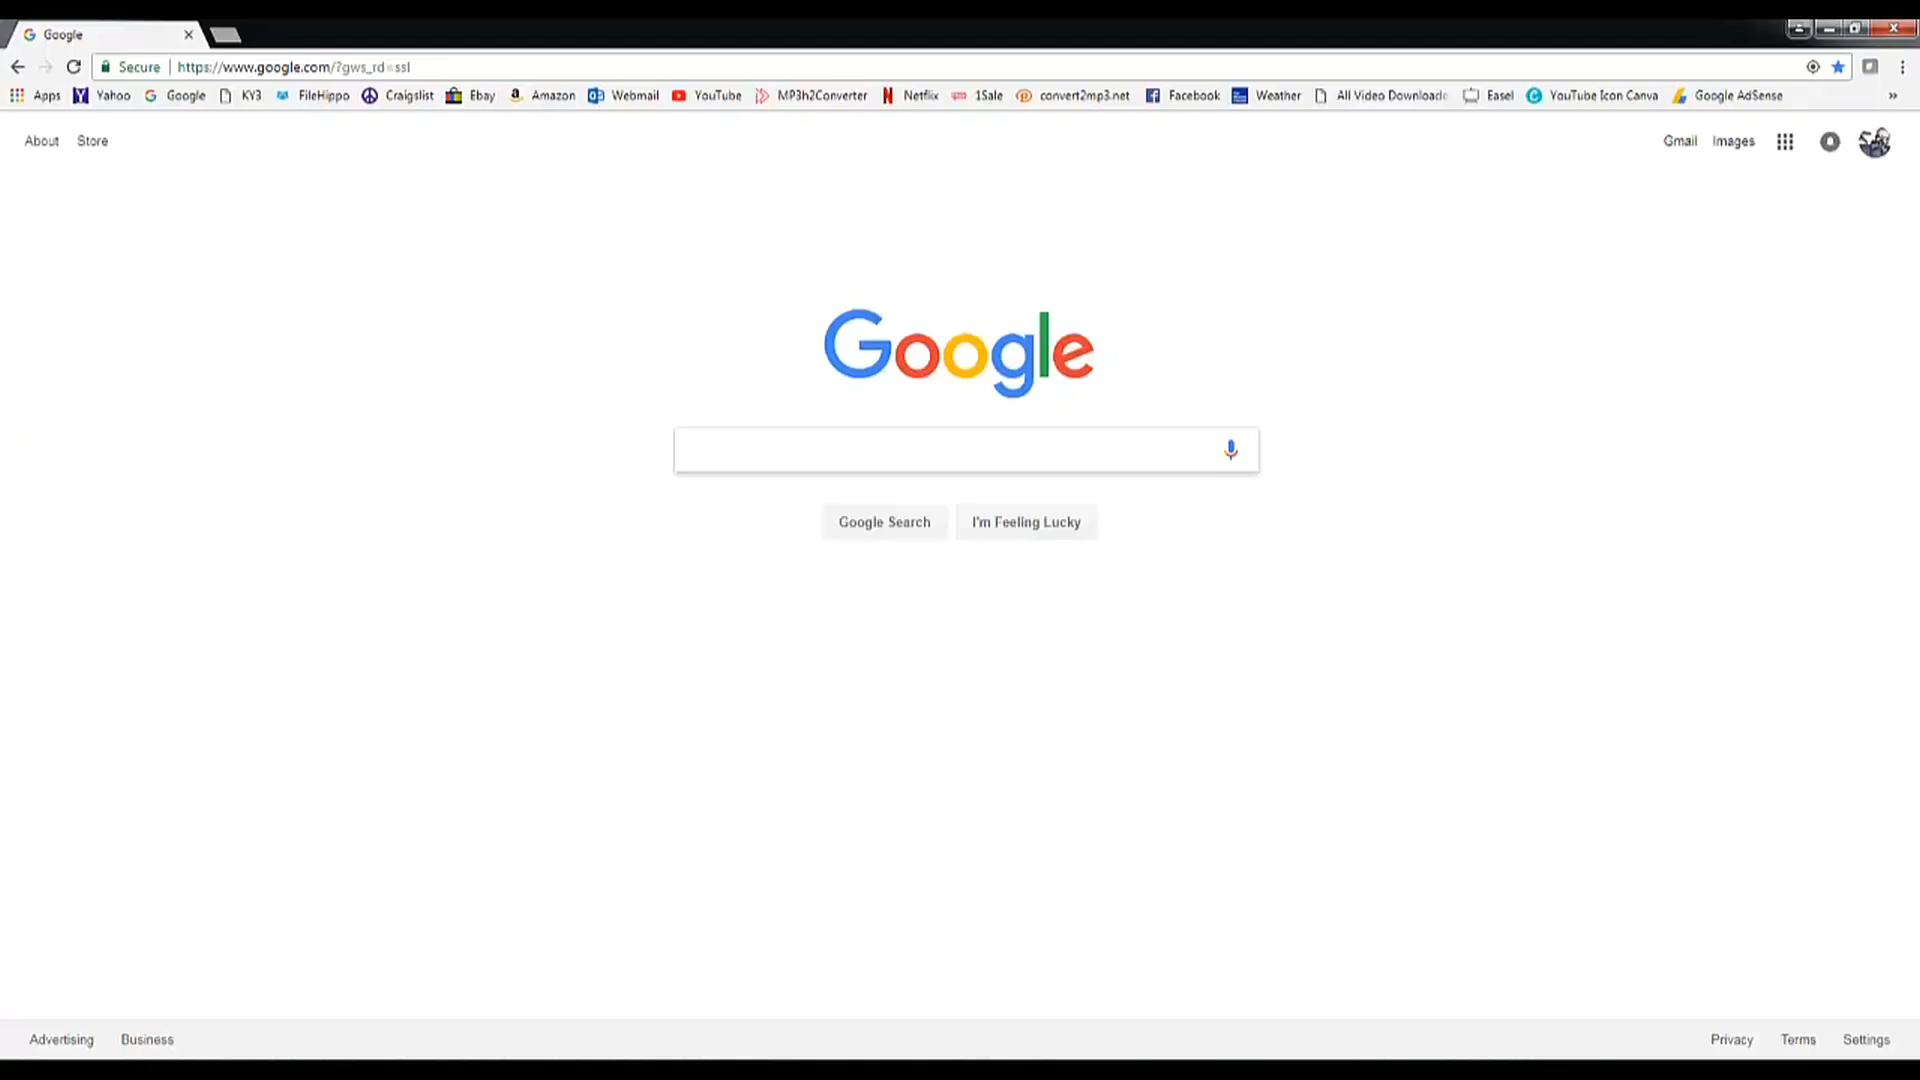 Google
Secure https://www.google.com/?gws_rd=ssl
Apps Yahoo Google KY3 FileHippo Craigslist Ebay Amazon Webmail YouTube MP3h2Converter Netflix 1Sale convert2mp3.net Facebook Weather All Video Downloade Easel YouTube Icon Canva Google AdSense »
About Store Gmail Images
Google
Google Search I'm Feeling Lucky
Advertising Business Privacy Terms Settings